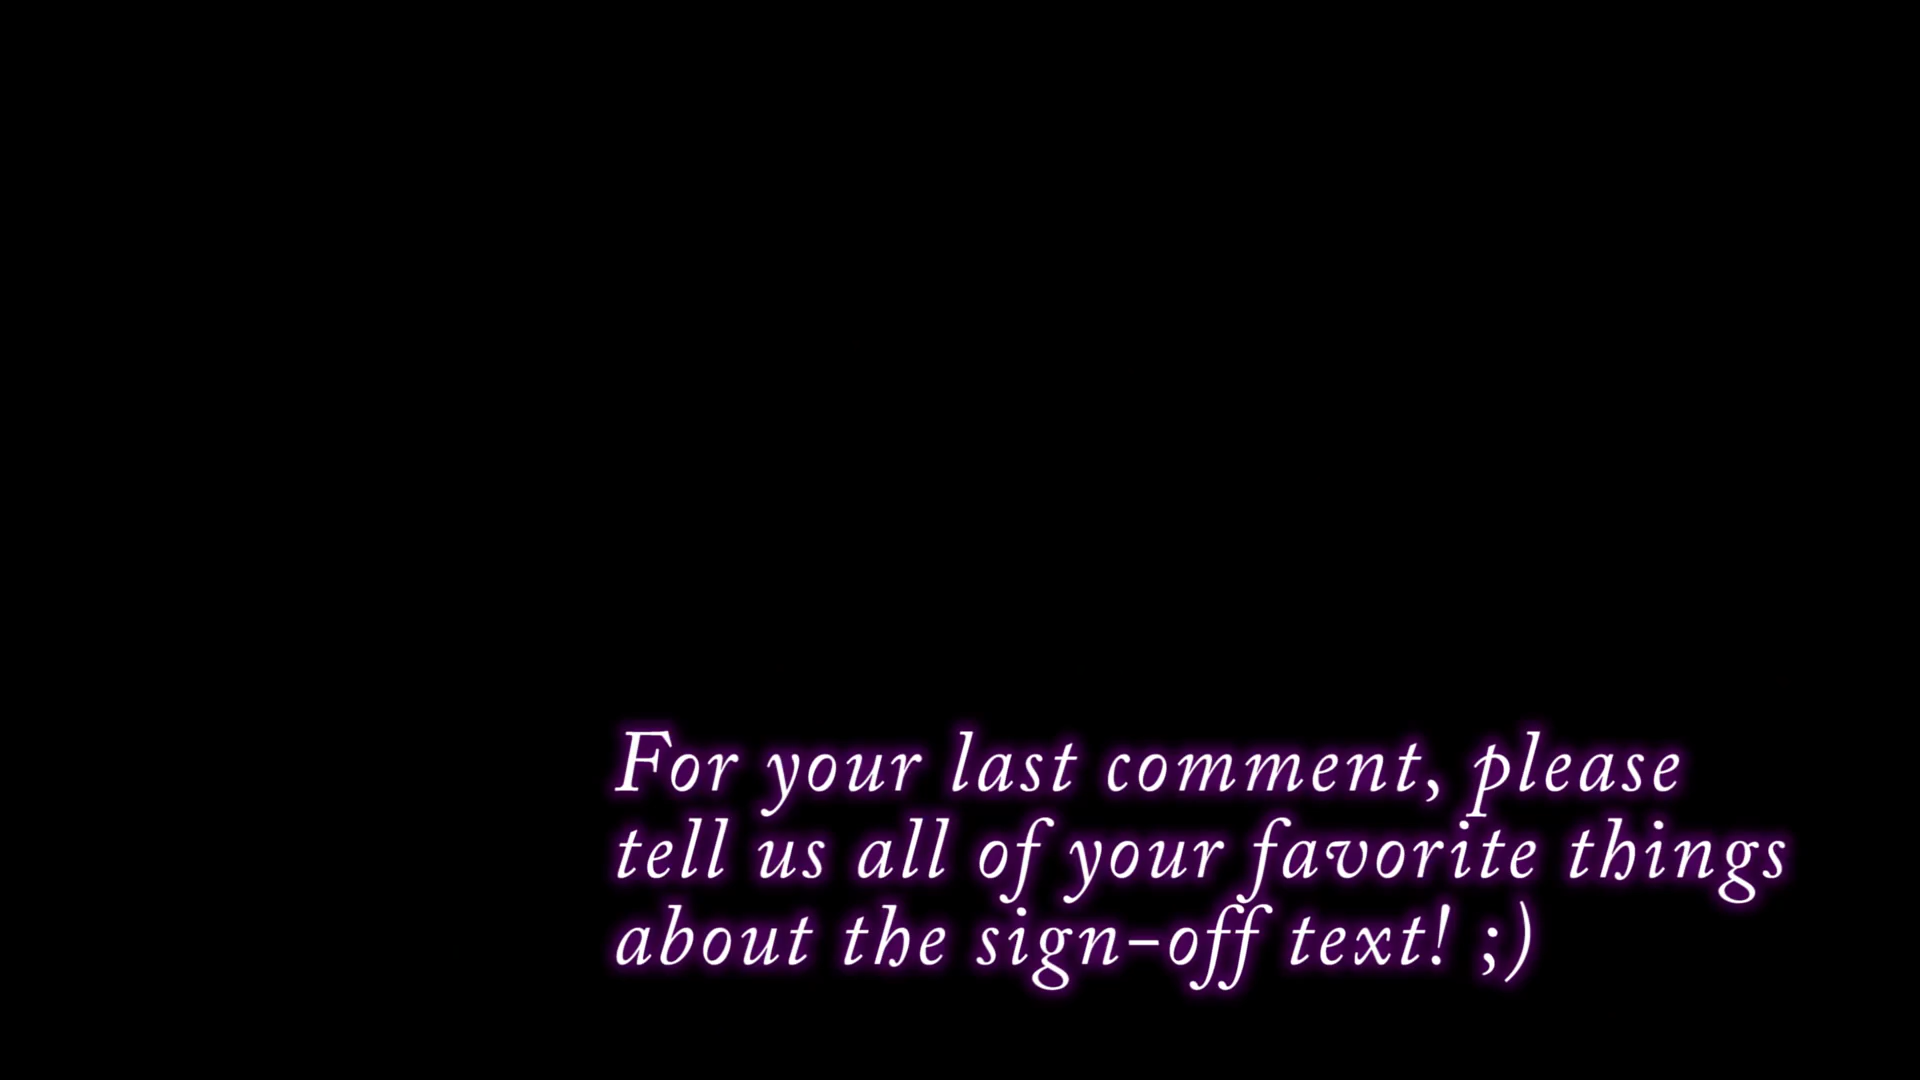 For your last comment, please
tell us all of your favorite things
about the sign-off text! ;)